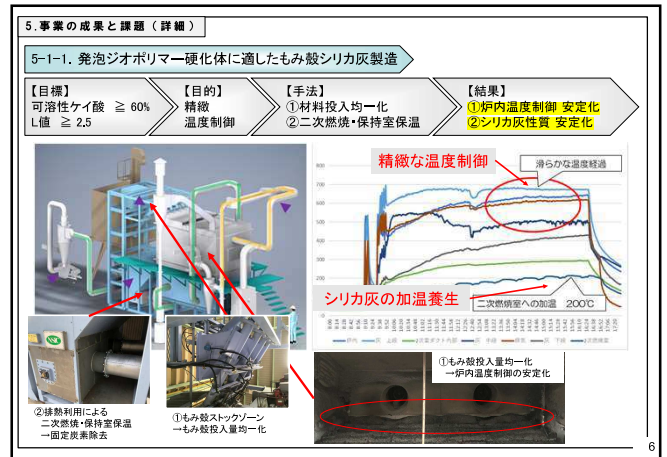 5.事業の成果と課題（詳細）
5-1-1. 発泡ジオポリマー硬化体に適したもみ殻シリカ灰製造
【目標】
可溶性ケイ酸 ≧ 60%
L値 ≧ 2.5
【目的】
精緻
温度制御
【手法】
①材料投入均一化
②二次燃焼・保持室保温
【結果】
①炉内温度制御 安定化
②シリカ灰性質 安定化
精緻な温度制御
滑らかな温度経過
800
700
600
500
400
300
200
シリカ灰の加温養生
二次燃焼室への加温 200℃
①もみ殻投入量均一化
→炉内温度制御の安定化
②排熱利用による
二次燃焼・保持室保温
→固定炭素除去
①もみ殻ストックゾーン
→もみ殻投入量均一化
6